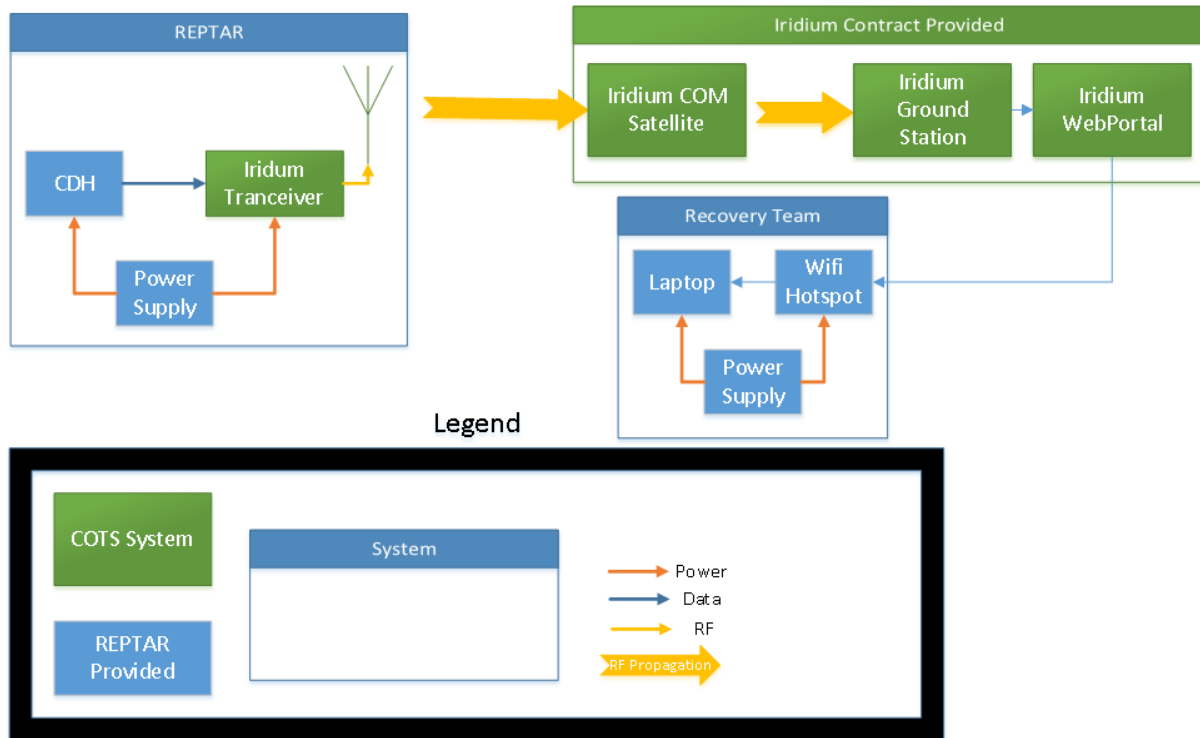 REPTAR
CDH
Iridum
Tranceiver
Power
Supply
Iridium Contract Provided
Iridium COM
Satellite
Iridium
Ground
Station
Iridium
WebPortal
Recovery Team
Laptop
Wifi
Hotspot
Power
Supply
Legend
COTS System
REPTAR
Provided
System
Power
Data
RF
RF Propagation